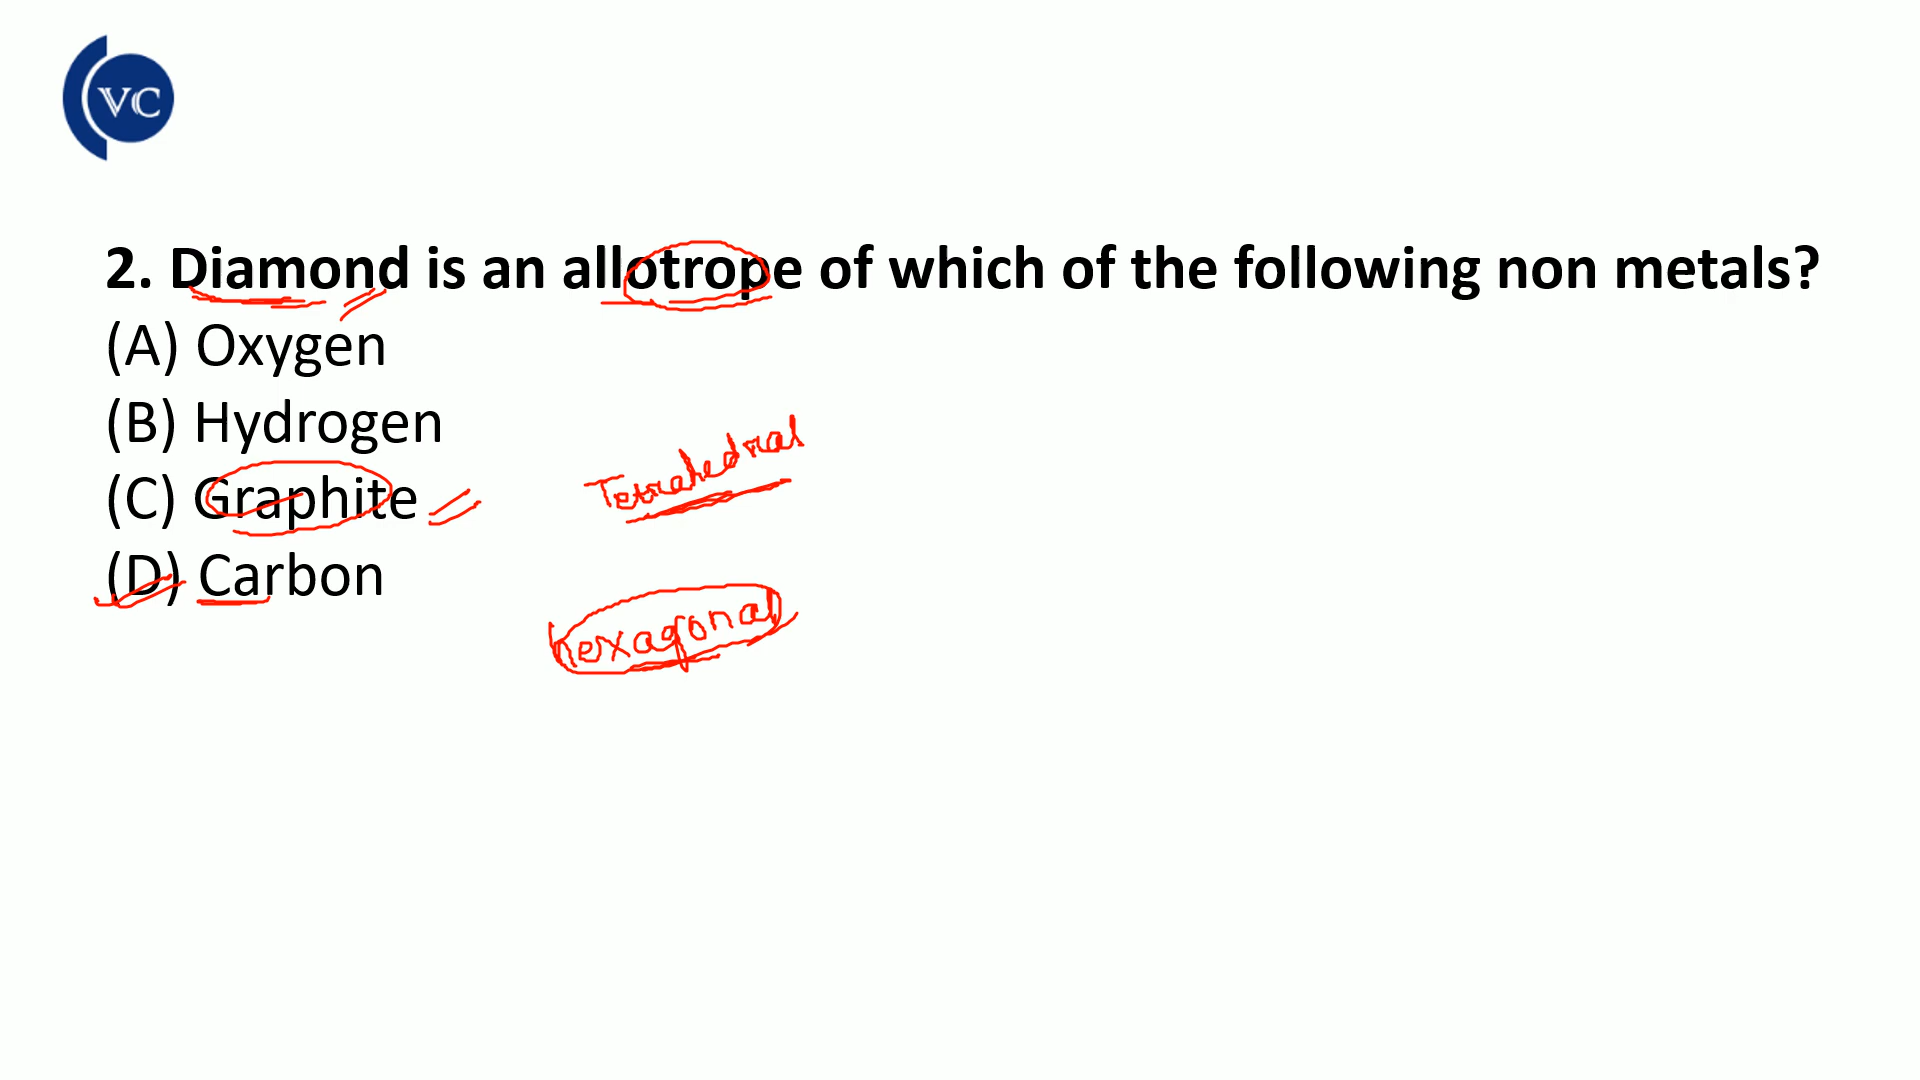 VC
2. Diamond is an allotrope of which of the following non metals?
(A) Oxygen
(B) Hydrogen
(C) Graphite
(D) Carbon
Tetrahedral
hexagonal